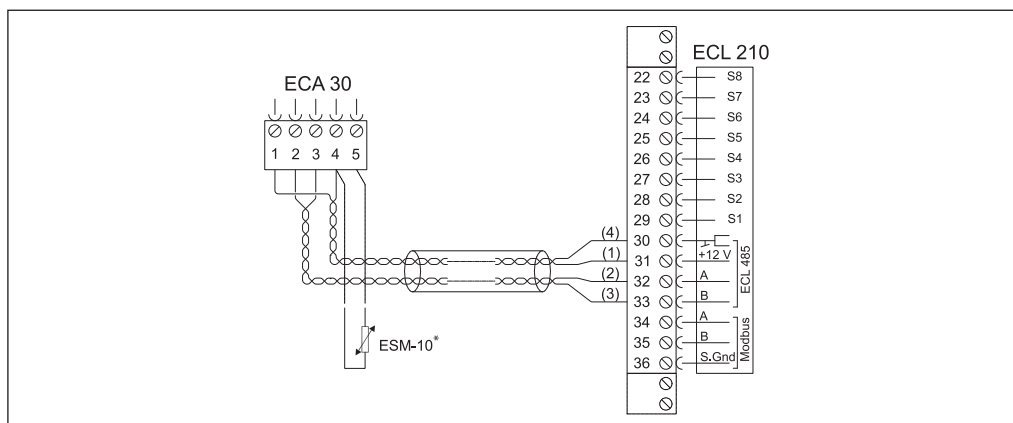 ECL 210
ECA 30
1 2 3 4 5
22 S8
23 S7
24 S6
25 S5
26 S4
27 S3
28 S2
29 S1
(4) 30
(1) 31 +12 V
(2) 32 A
(3) 33 B
ECL 485
34 A
35 B
36 S.Gnd
Modbus
ESM-10*